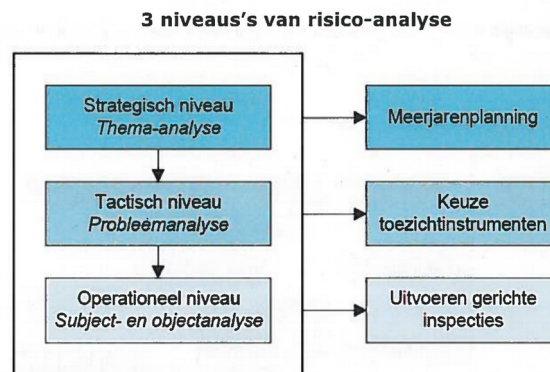 3 niveaus's van risico-analyse
Strategisch niveau
Thema-analyse
Meerjarenplanning
Tactisch niveau
Probleemanalyse
Keuze
toezichtinstrumenten
Operationeel niveau
Subject- en objectanalyse
Uitvoeren gerichte
inspecties